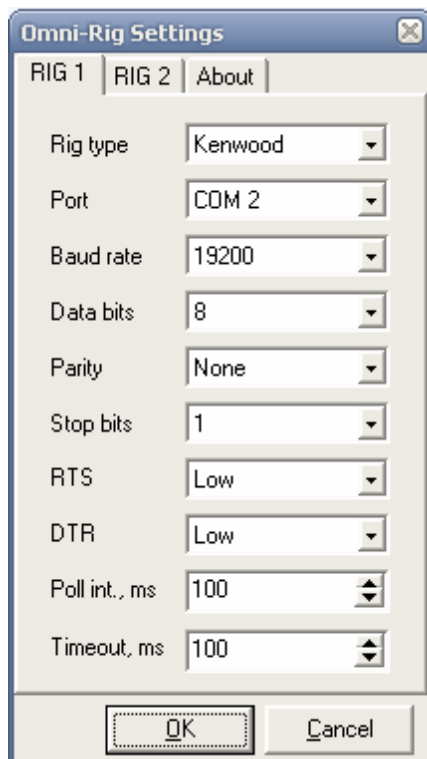 Omni-Rig Settings
RIG 1 RIG 2 About
Rig type Kenwood
Port COM 2
Baud rate 19200
Data bits 8
Parity None
Stop bits 1
RTS Low
DTR Low
Poll int., ms 100
Timeout, ms 100
OK Cancel